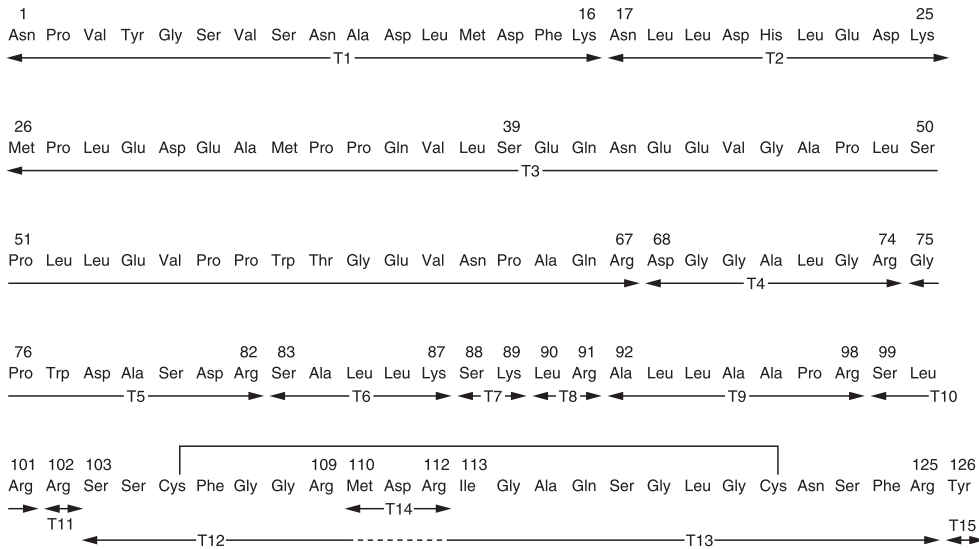 1 16 17 25
Asn Pro Val Tyr Gly Ser Val Ser Asn Ala Asp Leu Met Asp Phe Lys Asn Leu Leu Asp His Leu Glu Asp Lys
T1 T2
26 39 50
Met Pro Leu Glu Asp Glu Ala Met Pro Pro Gln Val Leu Ser Glu Gln Asn Glu Glu Val Gly Ala Pro Leu Ser
T3
51 67 68 74 75
Pro Leu Leu Glu Val Pro Pro Trp Thr Gly Glu Val Asn Pro Ala Gln Arg Asp Gly Gly Ala Leu Gly Arg Gly
T4
76 82 83 87 88 89 90 91 92 98 99
Pro Trp Asp Ala Ser Asp Arg Ser Ala Leu Leu Lys Ser Lys Leu Arg Ala Leu Leu Ala Ala Pro Arg Ser Leu
T5 T6 T7 T8 T9 T10
101 102 103 109 110 112 113 125 126
Arg Arg Ser Ser Cys Phe Gly Gly Arg Met Asp Arg Ile Gly Ala Gln Ser Gly Leu Gly Cys Asn Ser Phe Arg Tyr
T11 T14 T15
T12 T13